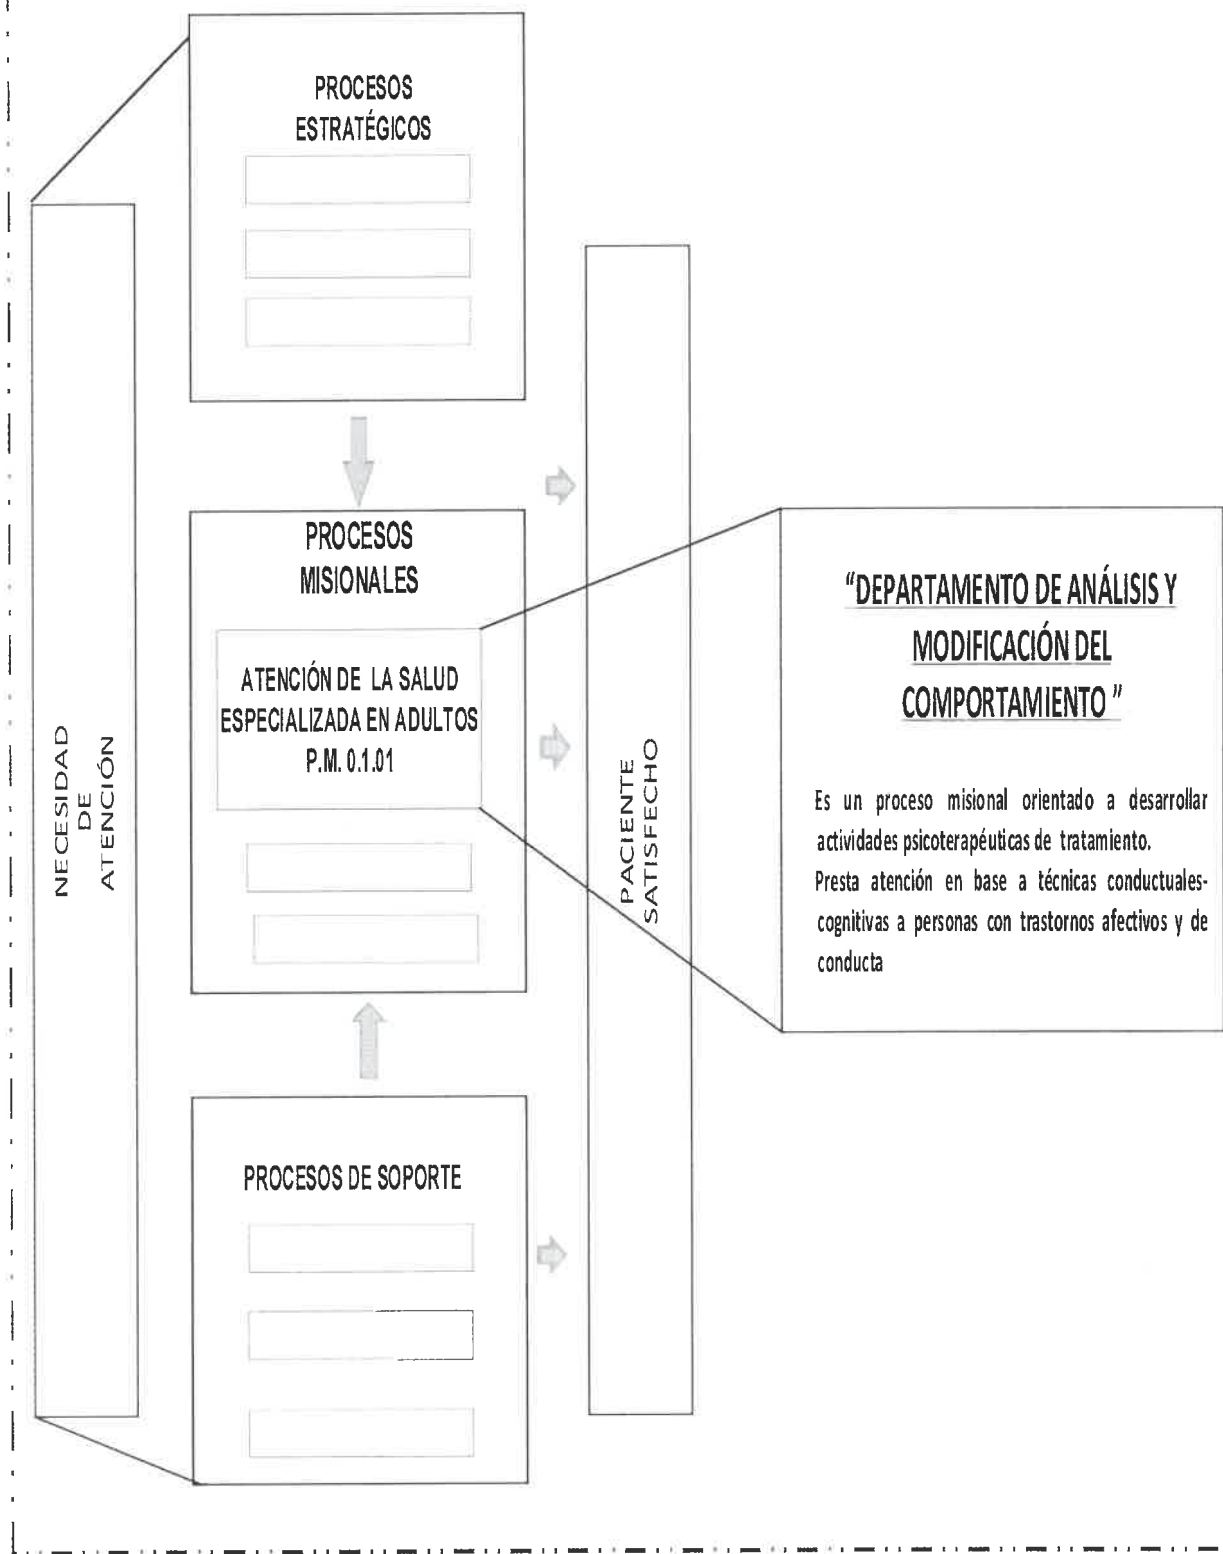 PROCESOS
ESTRATÉGICOS
NECESIDAD
DE
ATENCIÓN
PROCESOS
MISIONALES
ATENCIÓN DE LA SALUD
ESPECIALIZADA EN ADULTOS
P.M. 0.1.01
PACIENTE
SATISFECHO
"DEPARTAMENTO DE ANÁLISIS Y
MODIFICACIÓN DEL
COMPORTAMIENTO "
Es un proceso misional orientado a desarrollar
actividades psicoterapéuticas de tratamiento.
Presta atención en base a técnicas conductuales-
cognitivas a personas con trastornos afectivos y de
conducta
PROCESOS DE SOPORTE